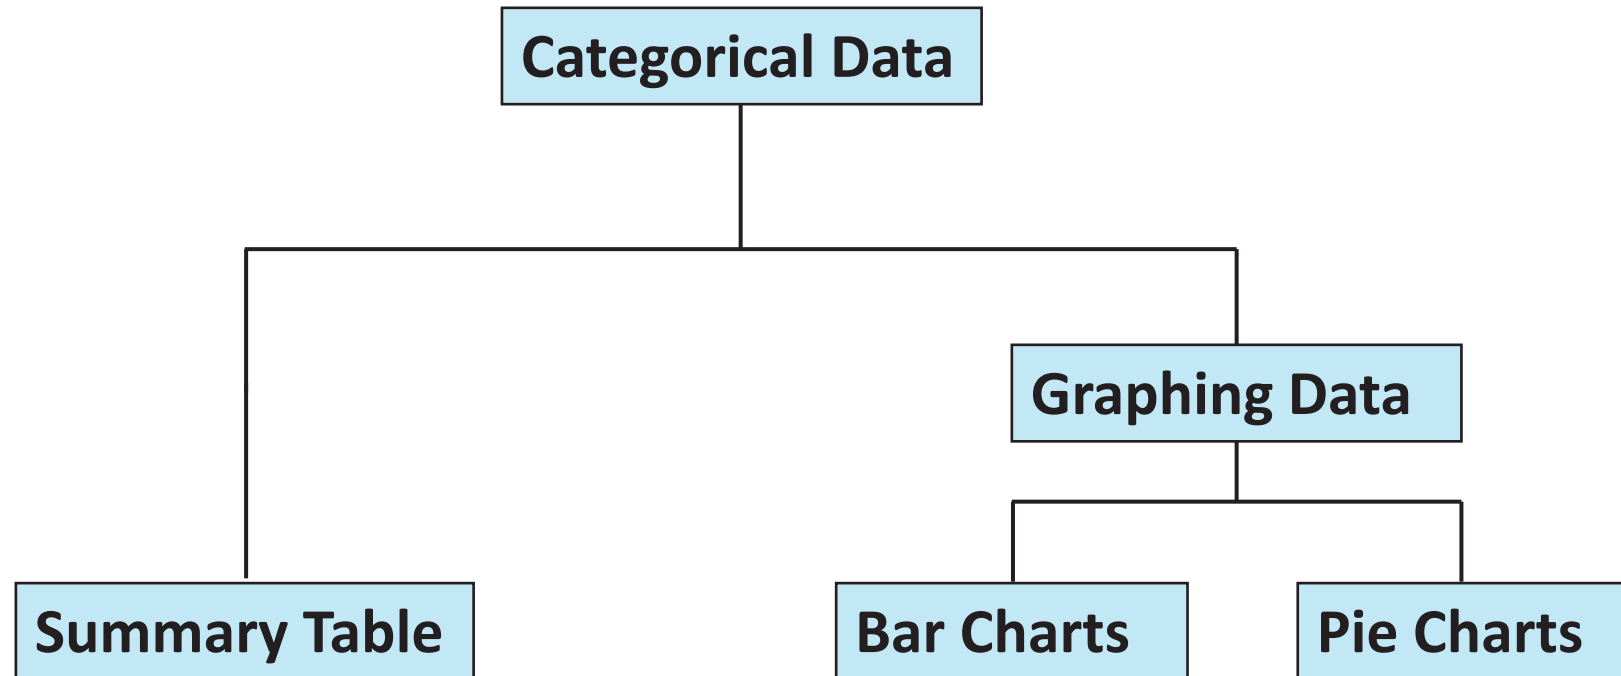 Categorical Data
Graphing Data
Summary Table
Bar Charts
Pie Charts